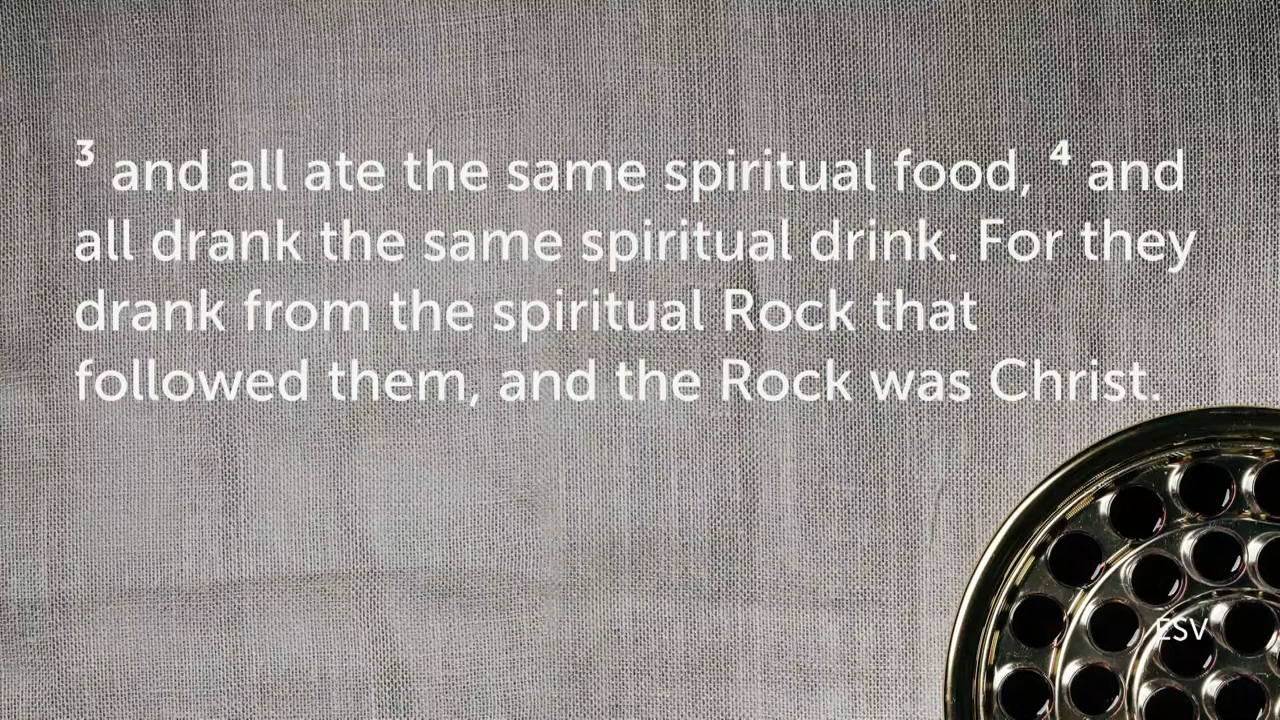 ³ and all ate the same spiritual food, ⁴ and
all drank the same spiritual drink. For they
drank from the spiritual Rock that
followed them, and the Rock was Christ.
ESV